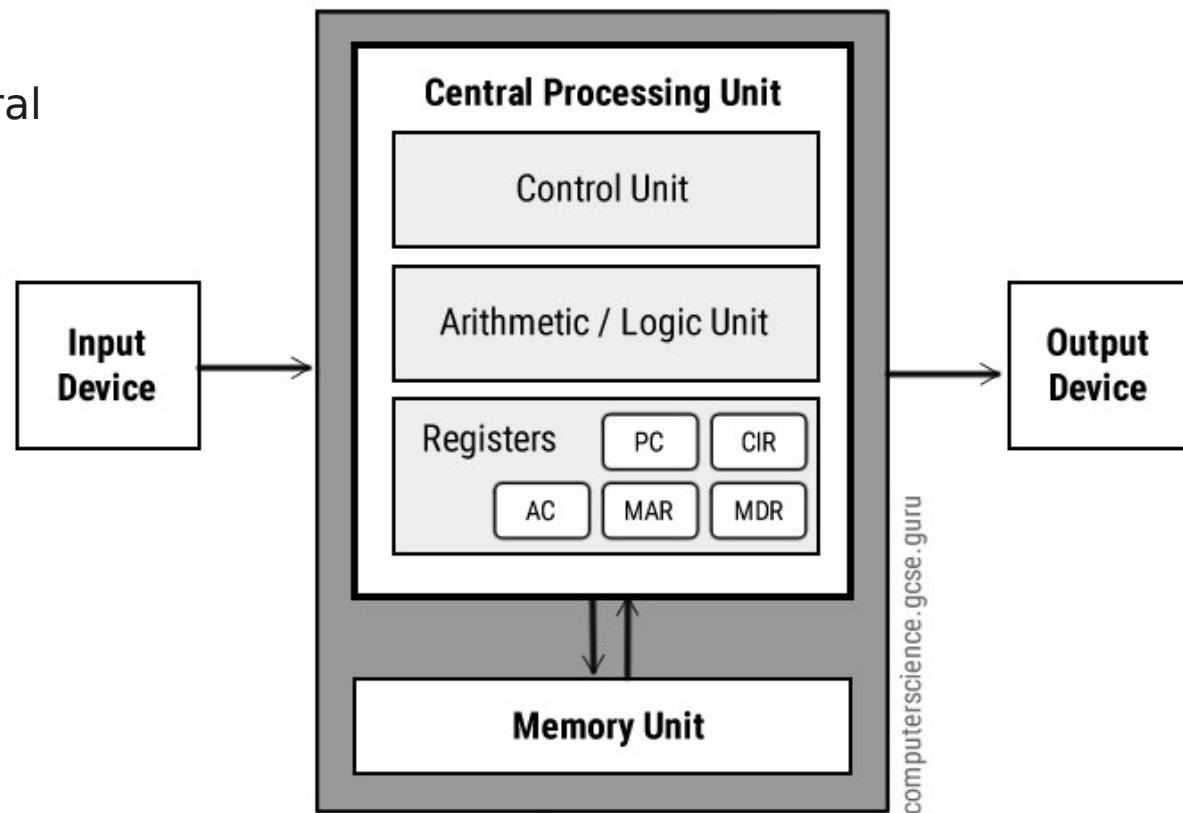 ral
Central Processing Unit
Control Unit
Arithmetic / Logic Unit
Input
Device
Output
Device
Registers
PC
CIR
AC
MAR
MDR
Memory Unit
computerscience.gcse.guru